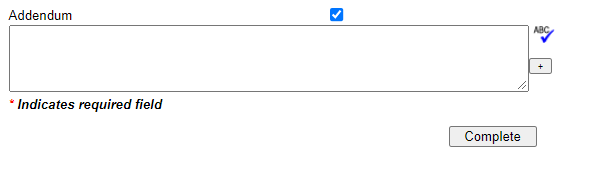 Addendum
ABC
+
* Indicates required field
Complete